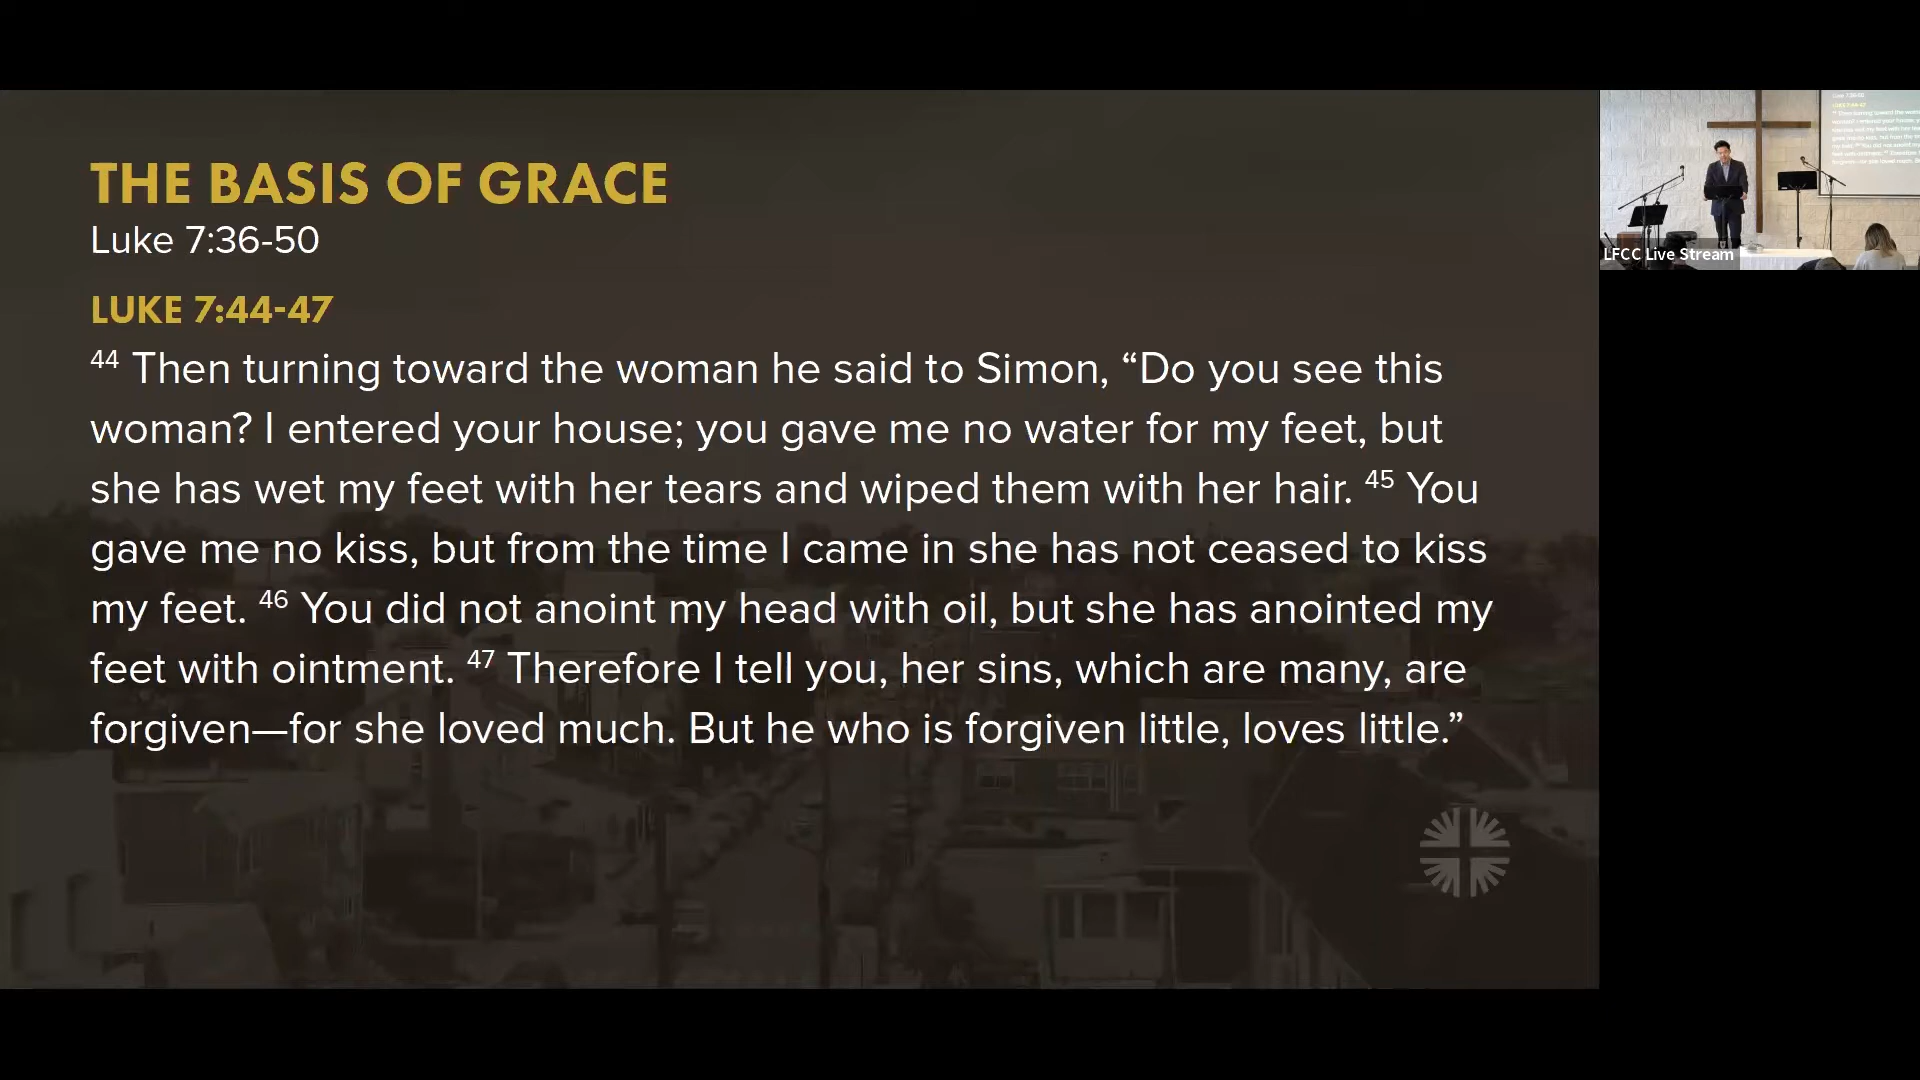 THE BASIS OF GRACE
Luke 7:36-50
LUKE 7:44-47
44 Then turning toward the woman he said to Simon, “Do you see this
woman? I entered your house; you gave me no water for my feet, but
she has wet my feet with her tears and wiped them with her hair. 45 You
gave me no kiss, but from the time I came in she has not ceased to kiss
my feet. 46 You did not anoint my head with oil, but she has anointed my
feet with ointment. 47 Therefore I tell you, her sins, which are many, are
forgiven—for she loved much. But he who is forgiven little, loves little.”
LFCC Live Stream